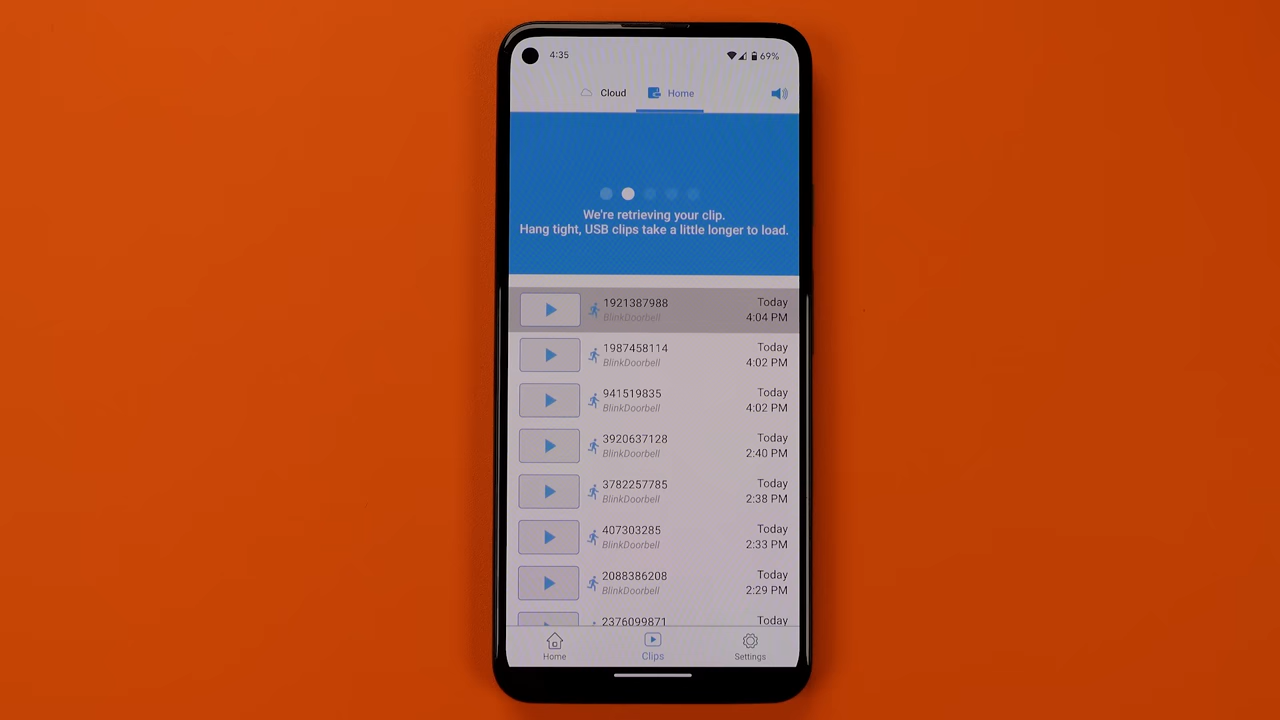 4:35
69%
Cloud
Home
We're retrieving your clip.
Hang tight, USB clips take a little longer to load.
1921387988
BlinkDoorbell
Today
4:04 PM
1987458114
BlinkDoorbell
Today
4:02 PM
941519835
BlinkDoorbell
Today
4:02 PM
3920637128
BlinkDoorbell
Today
2:40 PM
3782257785
BlinkDoorbell
Today
2:38 PM
407303285
BlinkDoorbell
Today
2:33 PM
2088386208
BlinkDoorbell
Today
2:29 PM
2376099871
Today
Home
Clips
Settings